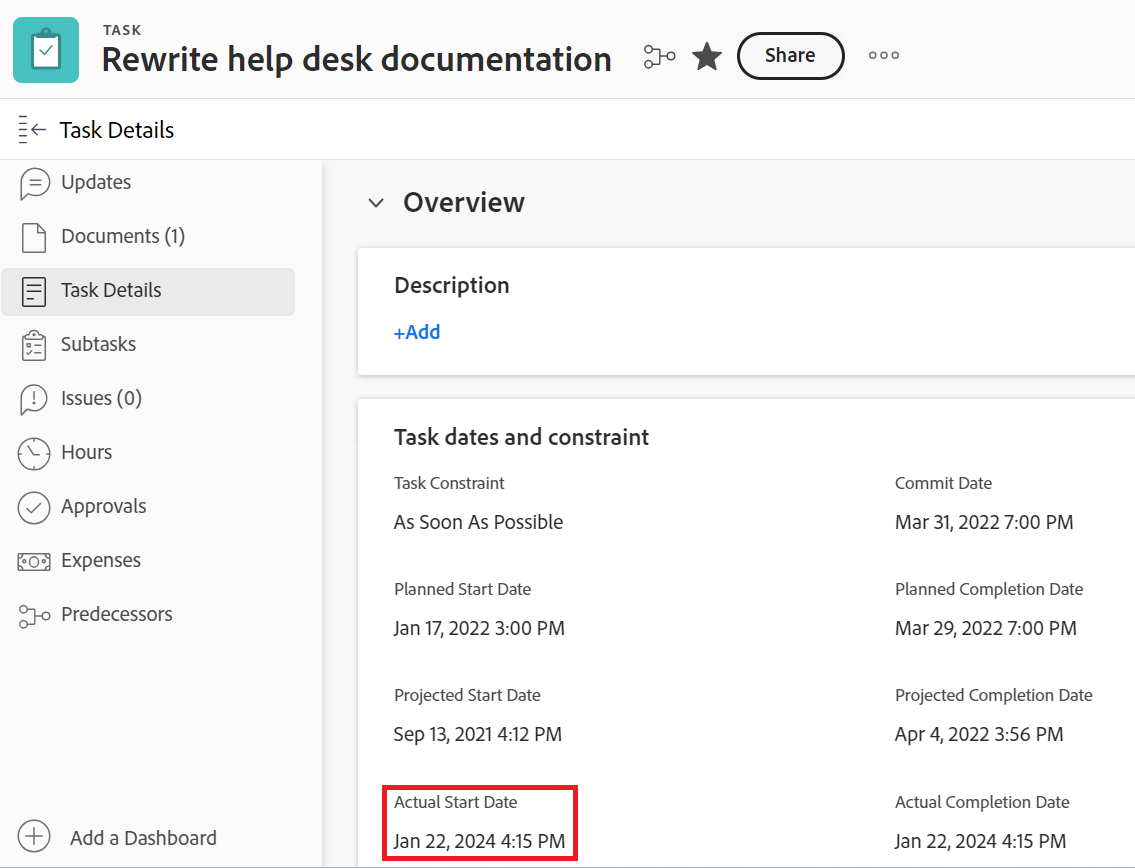 TASK
Rewrite help desk documentation
Share
Task Details
Updates
Documents (1)
Task Details
Subtasks
Issues (0)
Hours
Approvals
Expenses
Predecessors
Add a Dashboard
Overview
Description
+Add
Task dates and constraint
Task Constraint
As Soon As Possible
Commit Date
Mar 31, 2022 7:00 PM
Planned Start Date
Jan 17, 2022 3:00 PM
Planned Completion Date
Mar 29, 2022 7:00 PM
Projected Start Date
Sep 13, 2021 4:12 PM
Projected Completion Date
Apr 4, 2022 3:56 PM
Actual Start Date
Jan 22, 2024 4:15 PM
Actual Completion Date
Jan 22, 2024 4:15 PM